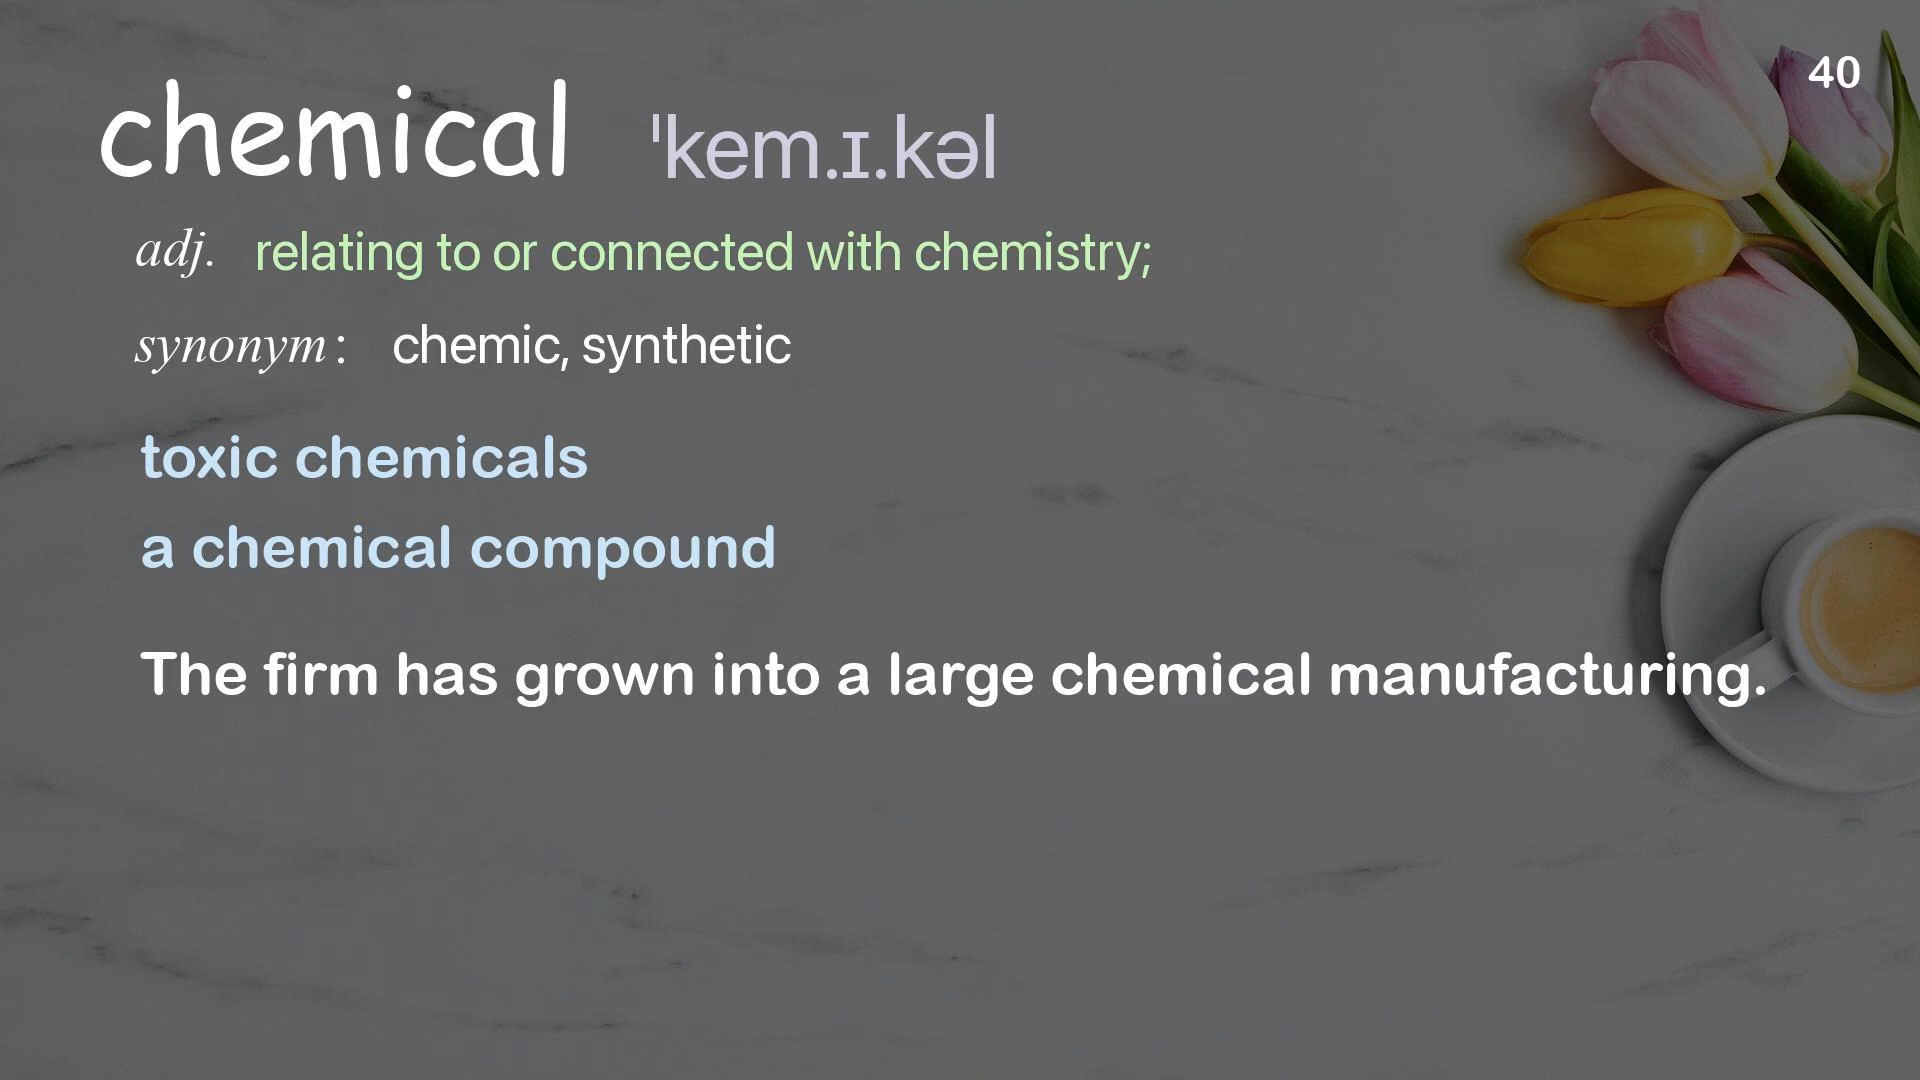 40
chemical ˈkem.ɪ.kəl
adj. relating to or connected with chemistry;
synonym: chemic, synthetic
toxic chemicals
a chemical compound
The firm has grown into a large chemical manufacturing.